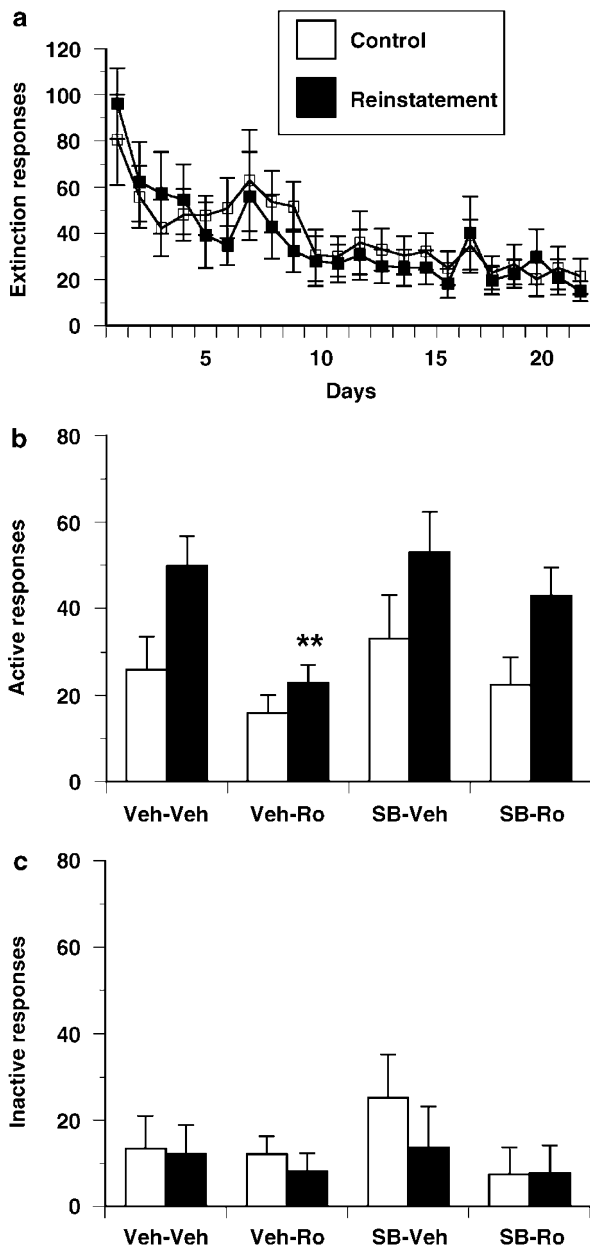 a
Control
Reinstatement
Extinction responses
120
100
80
60
40
20
0
5 10 15 20
Days
b
Active responses
80
60
40
20
0
**
Veh-Veh Veh-Ro SB-Veh SB-Ro
c
Inactive responses
80
60
40
20
0
Veh-Veh Veh-Ro SB-Veh SB-Ro